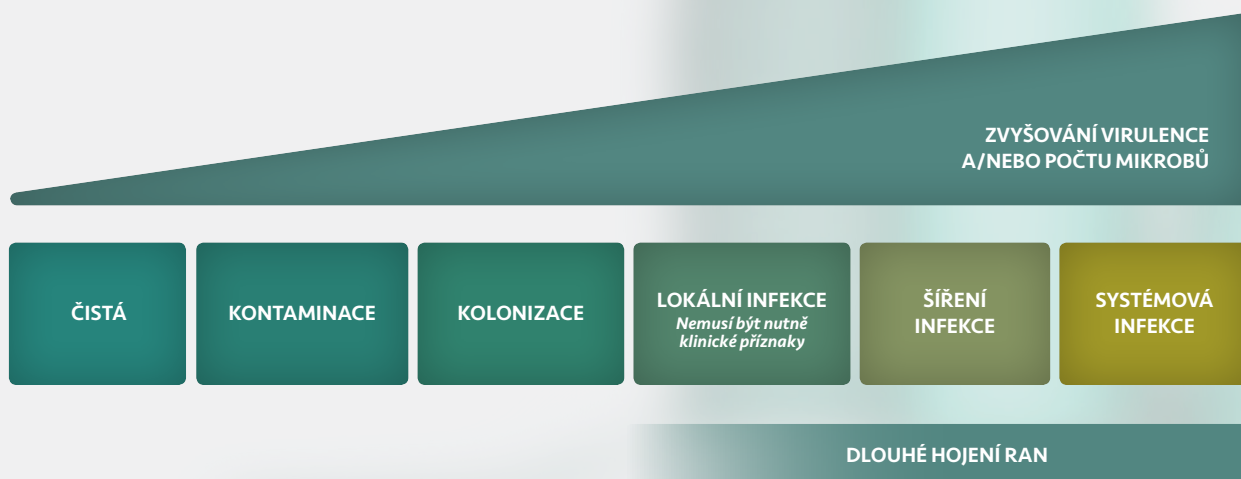 ZVYŠOVÁNÍ VIRULENCE
A/NEBO POČTU MIKROBŮ
ČISTÁ
KONTAMINACE
KOLONIZACE
LOKÁLNÍ INFEKCE
Nemusí být nutně
klinické příznaky
ŠÍŘENÍ
INFEKCE
SYSTÉMOVÁ
INFEKCE
DLOUHÉ HOJENÍ RAN